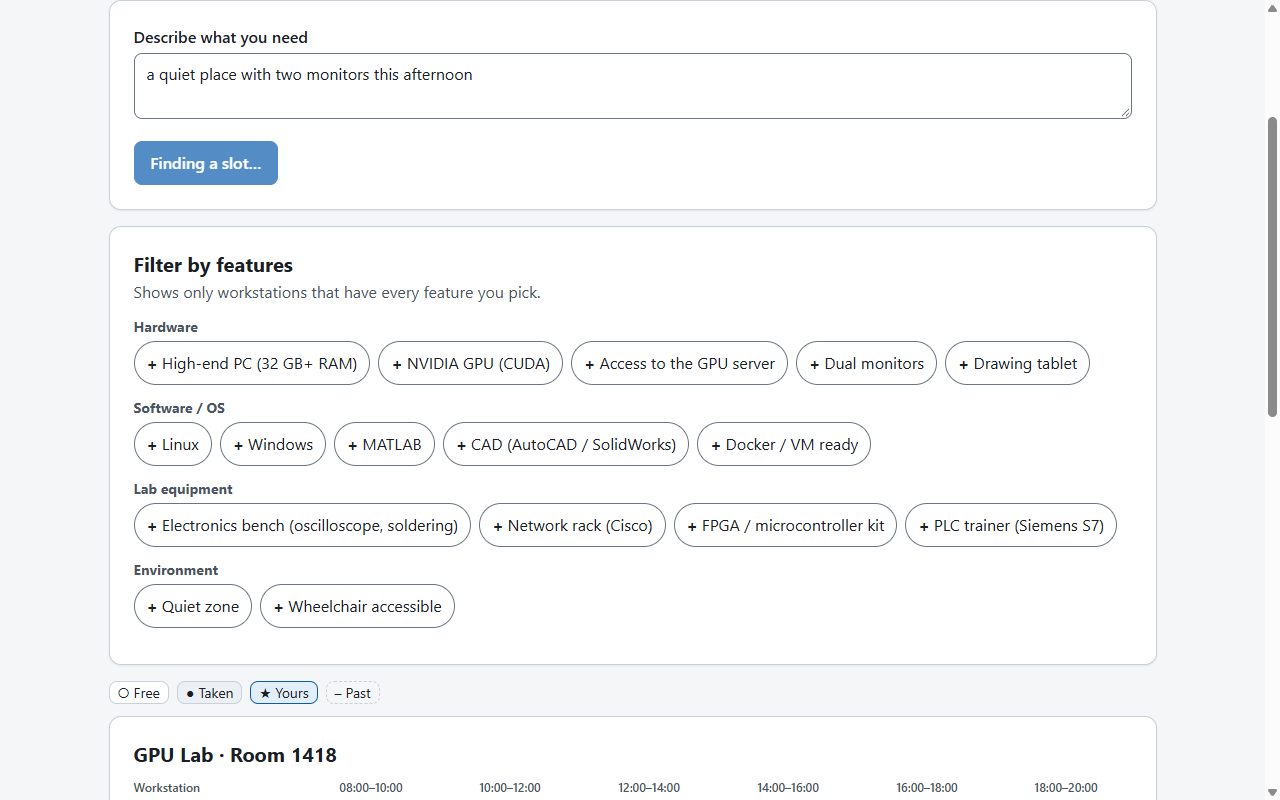 Describe what you need
a quiet place with two monitors this afternoon
Finding a slot...
Filter by features
Shows only workstations that have every feature you pick.
Hardware
+ High-end PC (32 GB+ RAM) + NVIDIA GPU (CUDA) + Access to the GPU server + Dual monitors + Drawing tablet
Software / OS
+ Linux + Windows + MATLAB + CAD (AutoCAD / SolidWorks) + Docker / VM ready
Lab equipment
+ Electronics bench (oscilloscope, soldering) + Network rack (Cisco) + FPGA / microcontroller kit + PLC trainer (Siemens S7)
Environment
+ Quiet zone + Wheelchair accessible
○ Free ● Taken ★ Yours – Past
GPU Lab · Room 1418
Workstation 08:00–10:00 10:00–12:00 12:00–14:00 14:00–16:00 16:00–18:00 18:00–20:00